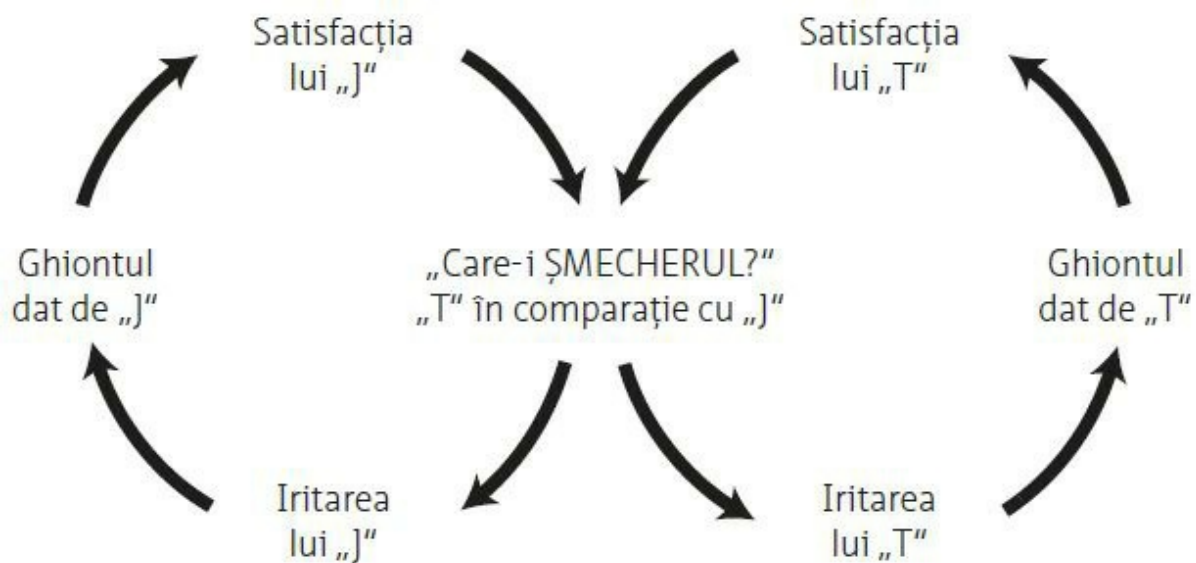 Satisfacția
lui „J“
Satisfacția
lui „T“
Ghiontul
dat de „J“
„Care-i ȘMECHERUL?“
„T“ în comparație cu „J“
Ghiontul
dat de „T“
Iritarea
lui „J“
Iritarea
lui „T“